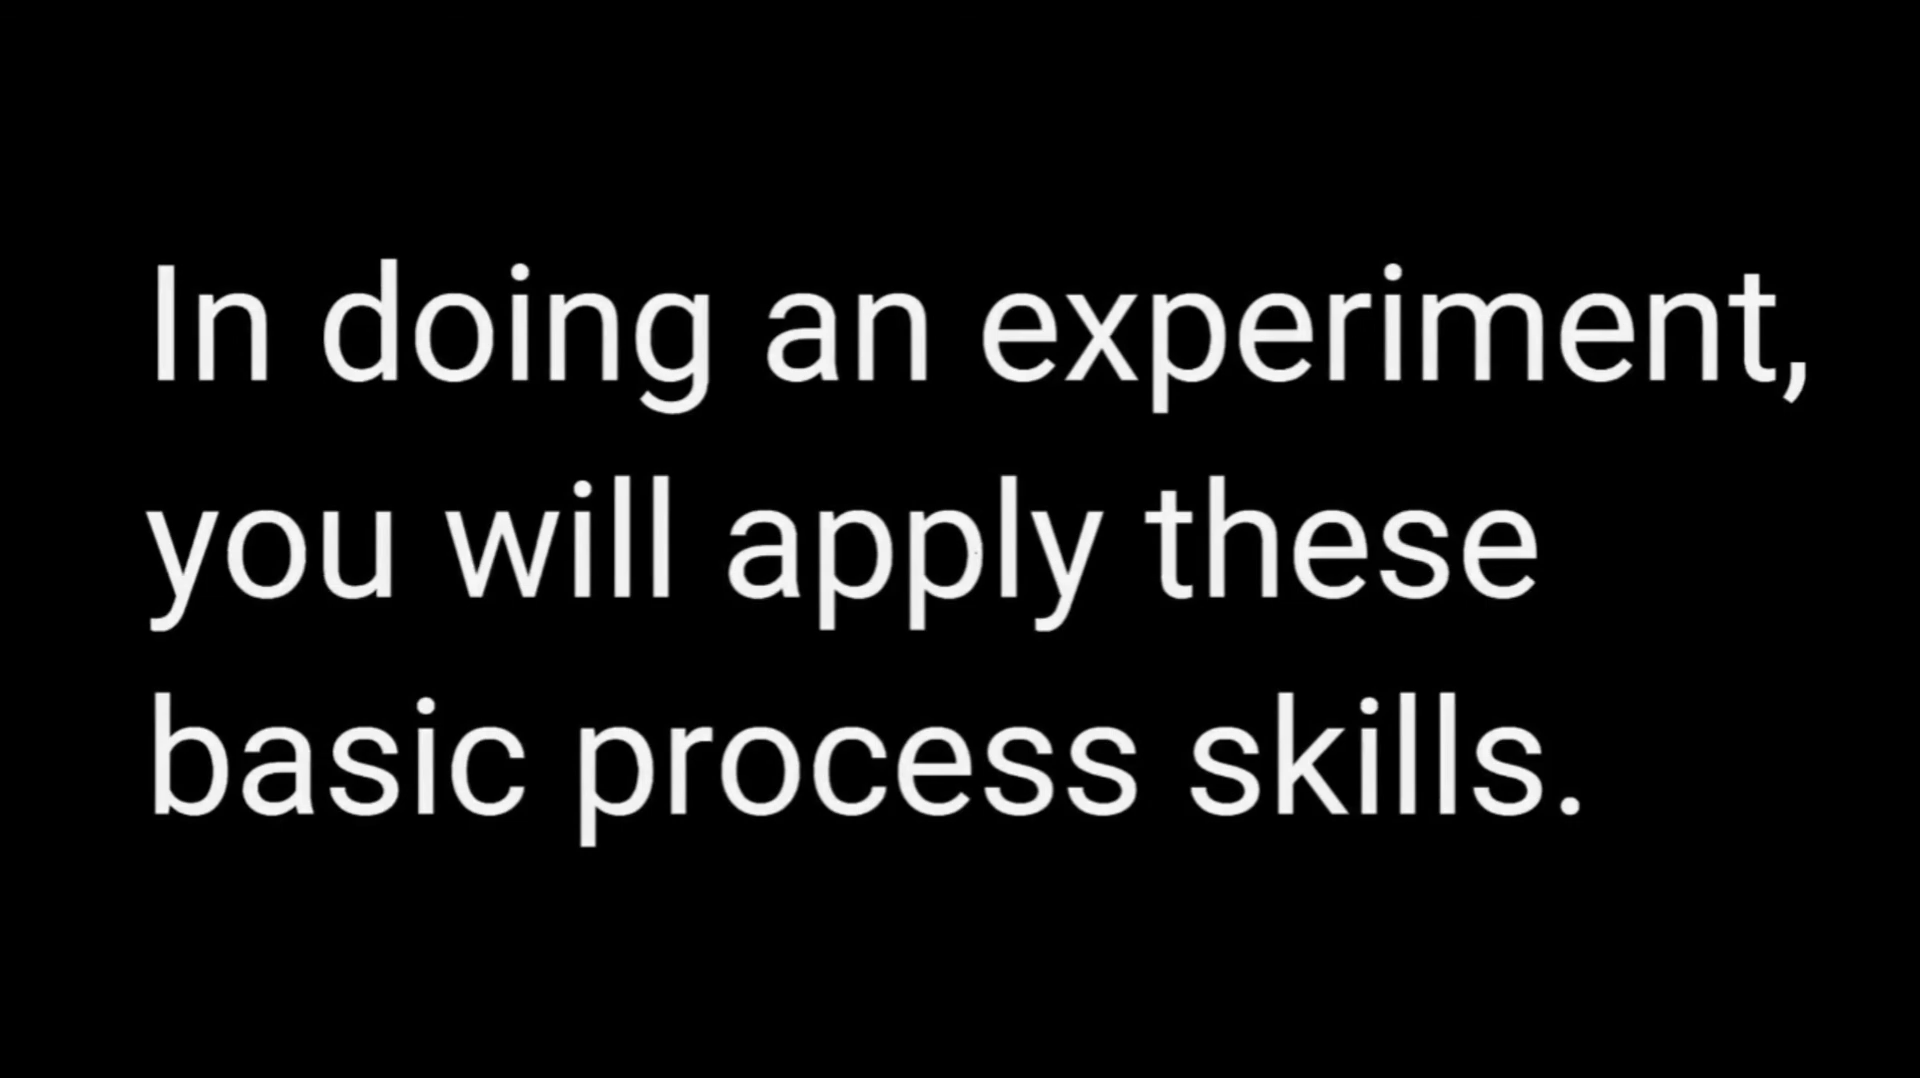 In doing an experiment,
you will apply these
basic process skills.